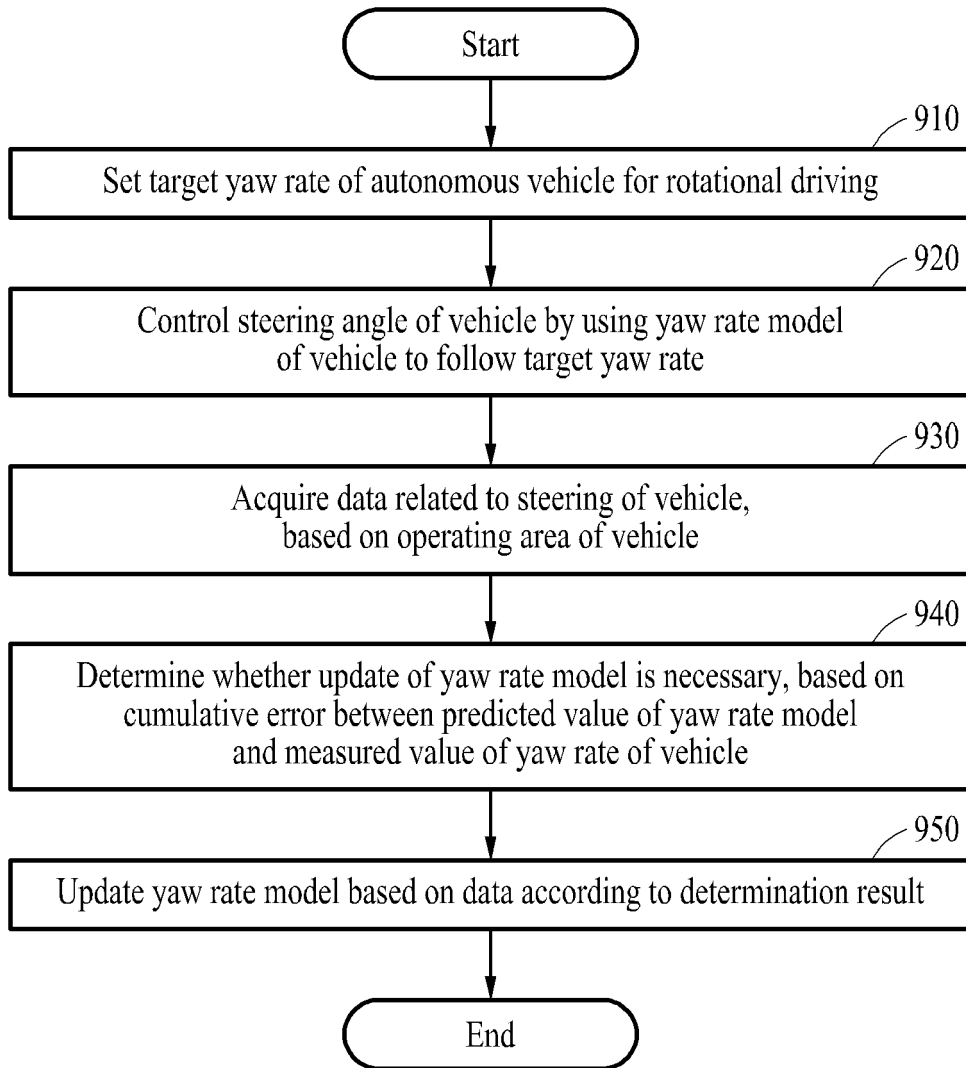 Start
910
Set target yaw rate of autonomous vehicle for rotational driving
920
Control steering angle of vehicle by using yaw rate model
of vehicle to follow target yaw rate
930
Acquire data related to steering of vehicle,
based on operating area of vehicle
940
Determine whether update of yaw rate model is necessary, based on
cumulative error between predicted value of yaw rate model
and measured value of yaw rate of vehicle
950
Update yaw rate model based on data according to determination result
End